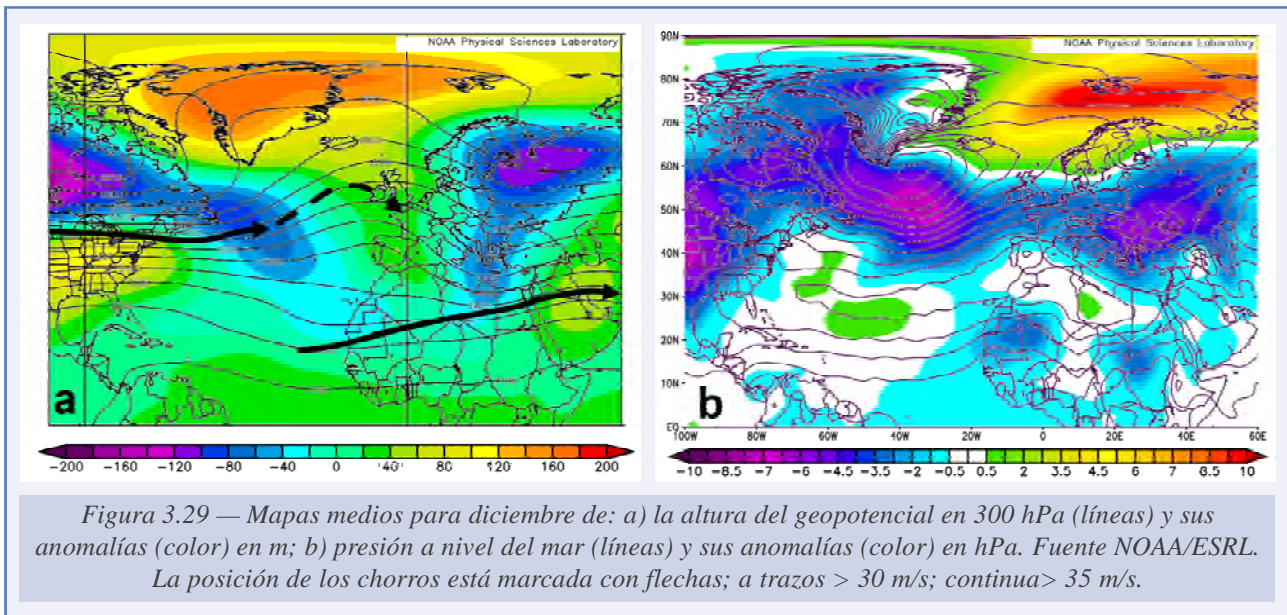 NOAA Physical Sciences Laboratory
a
−200 −160 −120 −80 −40 0 40 80 120 160 200
NOAA Physical Sciences Laboratory
90N
80N
70N
60N
50N
40N
30N
20N
10N
EQ
b
100W 80W 60W 40W 20W 0 20E 40E 60E
−10 −8.5 −7 −5 −3.5 −2 −0.5 0.5 2 3.5 4.5 6 7 8.5 10
Figura 3.29 — Mapas medios para diciembre de: a) la altura del geopotencial en 300 hPa (líneas) y sus
anomalías (color) en m; b) presión a nivel del mar (líneas) y sus anomalías (color) en hPa. Fuente NOAA/ESRL.
La posición de los chorros está marcada con flechas; a trazos > 30 m/s; continua> 35 m/s.